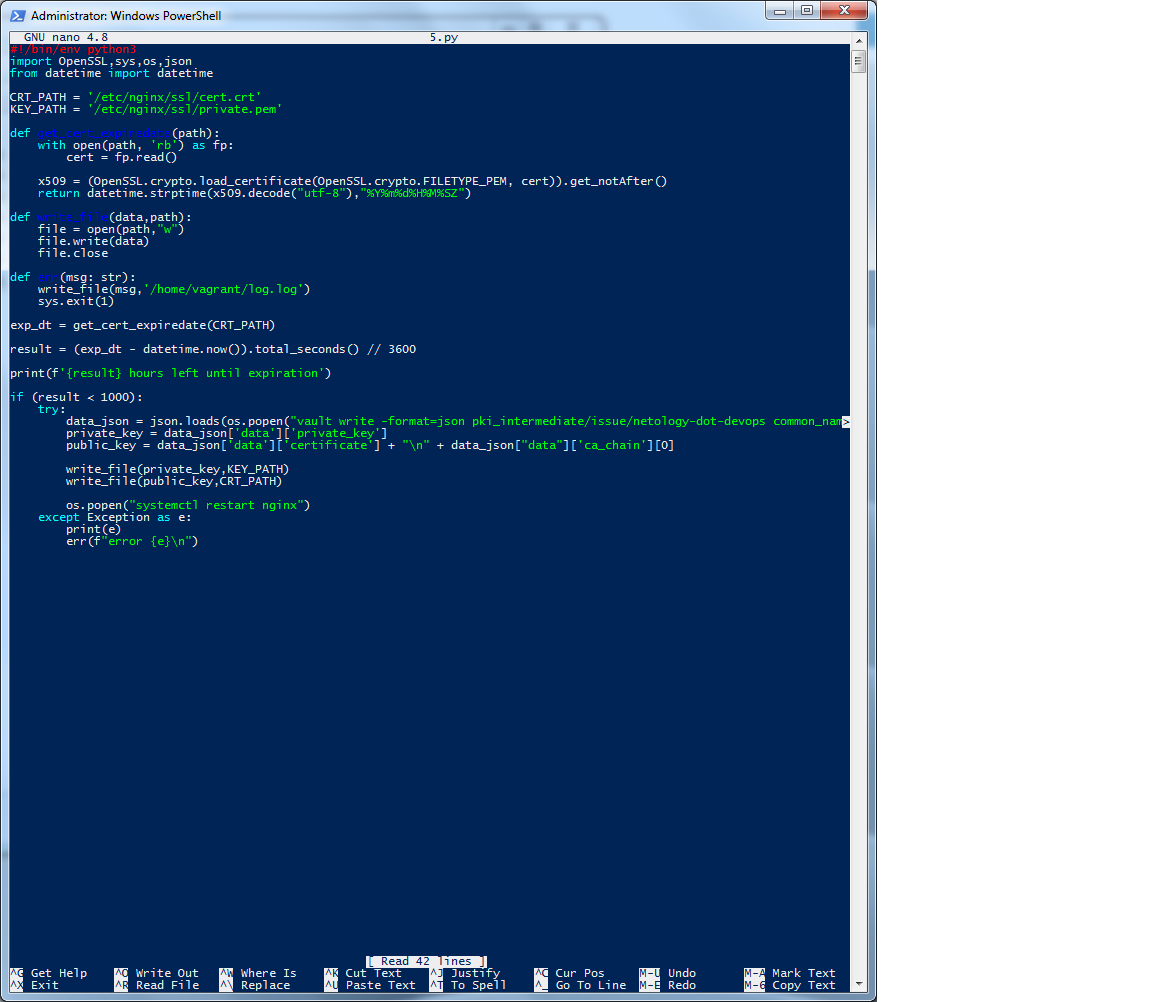 Administrator: Windows PowerShell
GNU nano 4.8 5.py
#!/bin/env python3
import OpenSSL,sys,os,json
from datetime import datetime
CRT_PATH = '/etc/nginx/ssl/cert.crt'
KEY_PATH = '/etc/nginx/ssl/private.pem'
def get_cert_expiredate(path):
    with open(path, 'rb') as fp:
        cert = fp.read()
    x509 = (OpenSSL.crypto.load_certificate(OpenSSL.crypto.FILETYPE_PEM, cert)).get_notAfter()
    return datetime.strptime(x509.decode("utf-8"),"%Y%m%d%H%M%SZ")
def write_file(data,path):
    file = open(path,"w")
    file.write(data)
    file.close
def err(msg: str):
    write_file(msg,'/home/vagrant/log.log')
    sys.exit(1)
exp_dt = get_cert_expiredate(CRT_PATH)
result = (exp_dt - datetime.now()).total_seconds() // 3600
print(f'{result} hours left until expiration')
if (result < 1000):
    try:
        data_json = json.loads(os.popen("vault write -format=json pki_intermediate/issue/netology-dot-devops common_nam>
        private_key = data_json['data']['private_key']
        public_key = data_json['data']['certificate'] + "\n" + data_json["data"]['ca_chain'][0]
        write_file(private_key,KEY_PATH)
        write_file(public_key,CRT_PATH)
        os.popen("systemctl restart nginx")
    except Exception as e:
        print(e)
        err(f"error {e}\n")
[ Read 42 lines ]
^G Get Help ^O Write Out ^W Where Is ^K Cut Text ^J Justify ^C Cur Pos M-U Undo M-A Mark Text
^X Exit ^R Read File ^\ Replace ^U Paste Text ^T To Spell ^_ Go To Line M-E Redo M-6 Copy Text